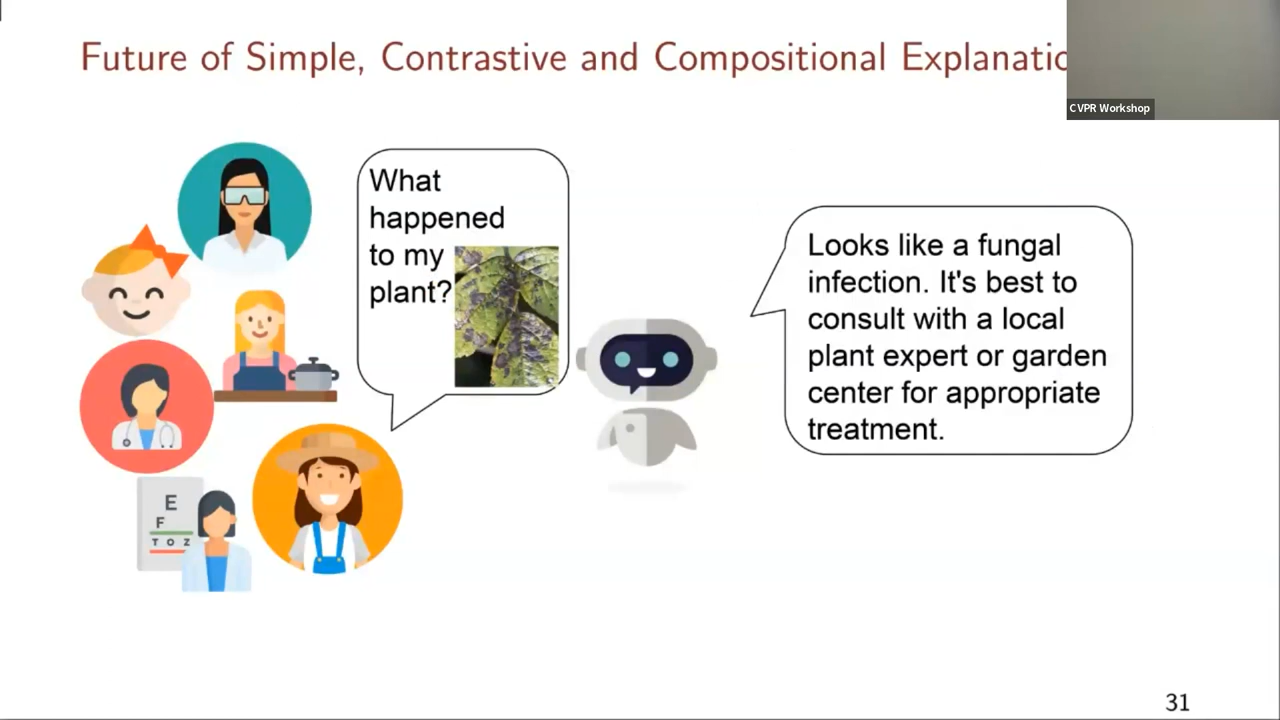 Future of Simple, Contrastive and Compositional
CVPR Workshop
What
happened
to my
plant?
Looks like a fungal
infection. It's best to
consult with a local
plant expert or garden
center for appropriate
treatment.
E
F
T O Z
31